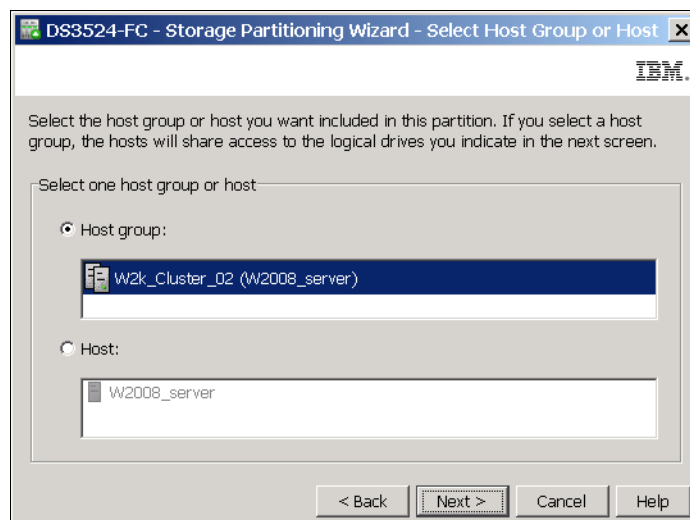 DS3524-FC - Storage Partitioning Wizard - Select Host Group or Host
IBM.
Select the host group or host you want included in this partition. If you select a host
group, the hosts will share access to the logical drives you indicate in the next screen.
Select one host group or host
Host group:
W2k_Cluster_02 (W2008_server)
Host:
W2008_server
< Back Next > Cancel Help